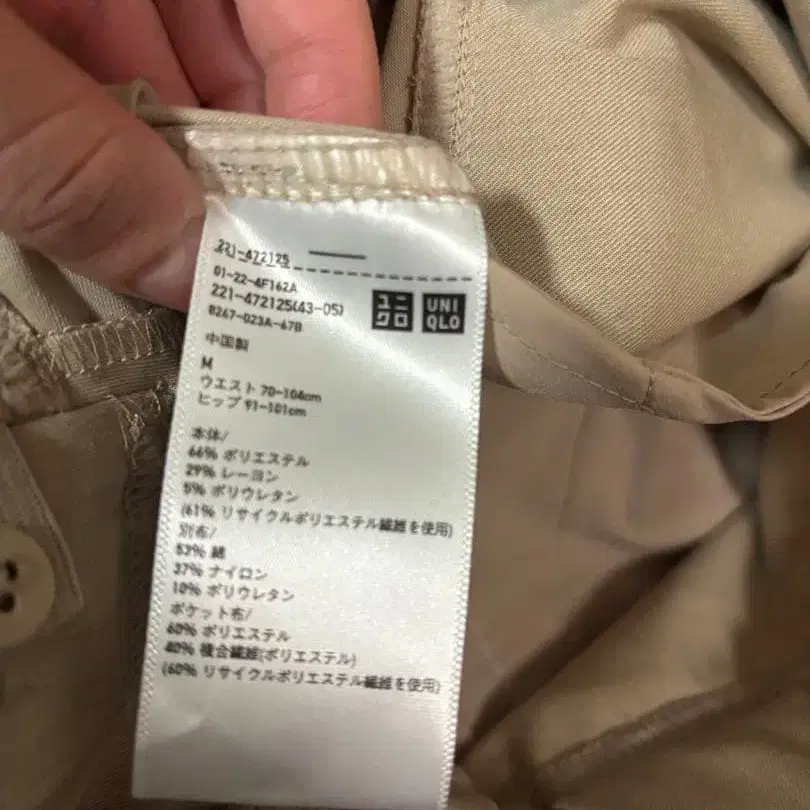 221-472125
01-22-4F162A
221-472125(43-05)
8267-023A-67B
ユニクロ
UNIQLO
中国製
M
ウエスト 70-104cm
ヒップ 91-101cm
本体/
66% ポリエステル
29% レーヨン
5% ポリウレタン
(61% リサイクルポリエステル繊維を使用)
別布/
53% 綿
37% ナイロン
10% ポリウレタン
ポケット布/
60% ポリエステル
40% 複合繊維(ポリエステル)
(60% リサイクルポリエステル繊維を使用)